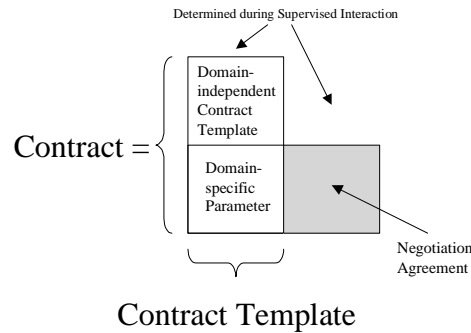 Determined during Supervised Interaction
Domain-
independent
Contract
Template
Contract =
Domain-
specific
Parameter
Negotiation
Agreement
Contract Template